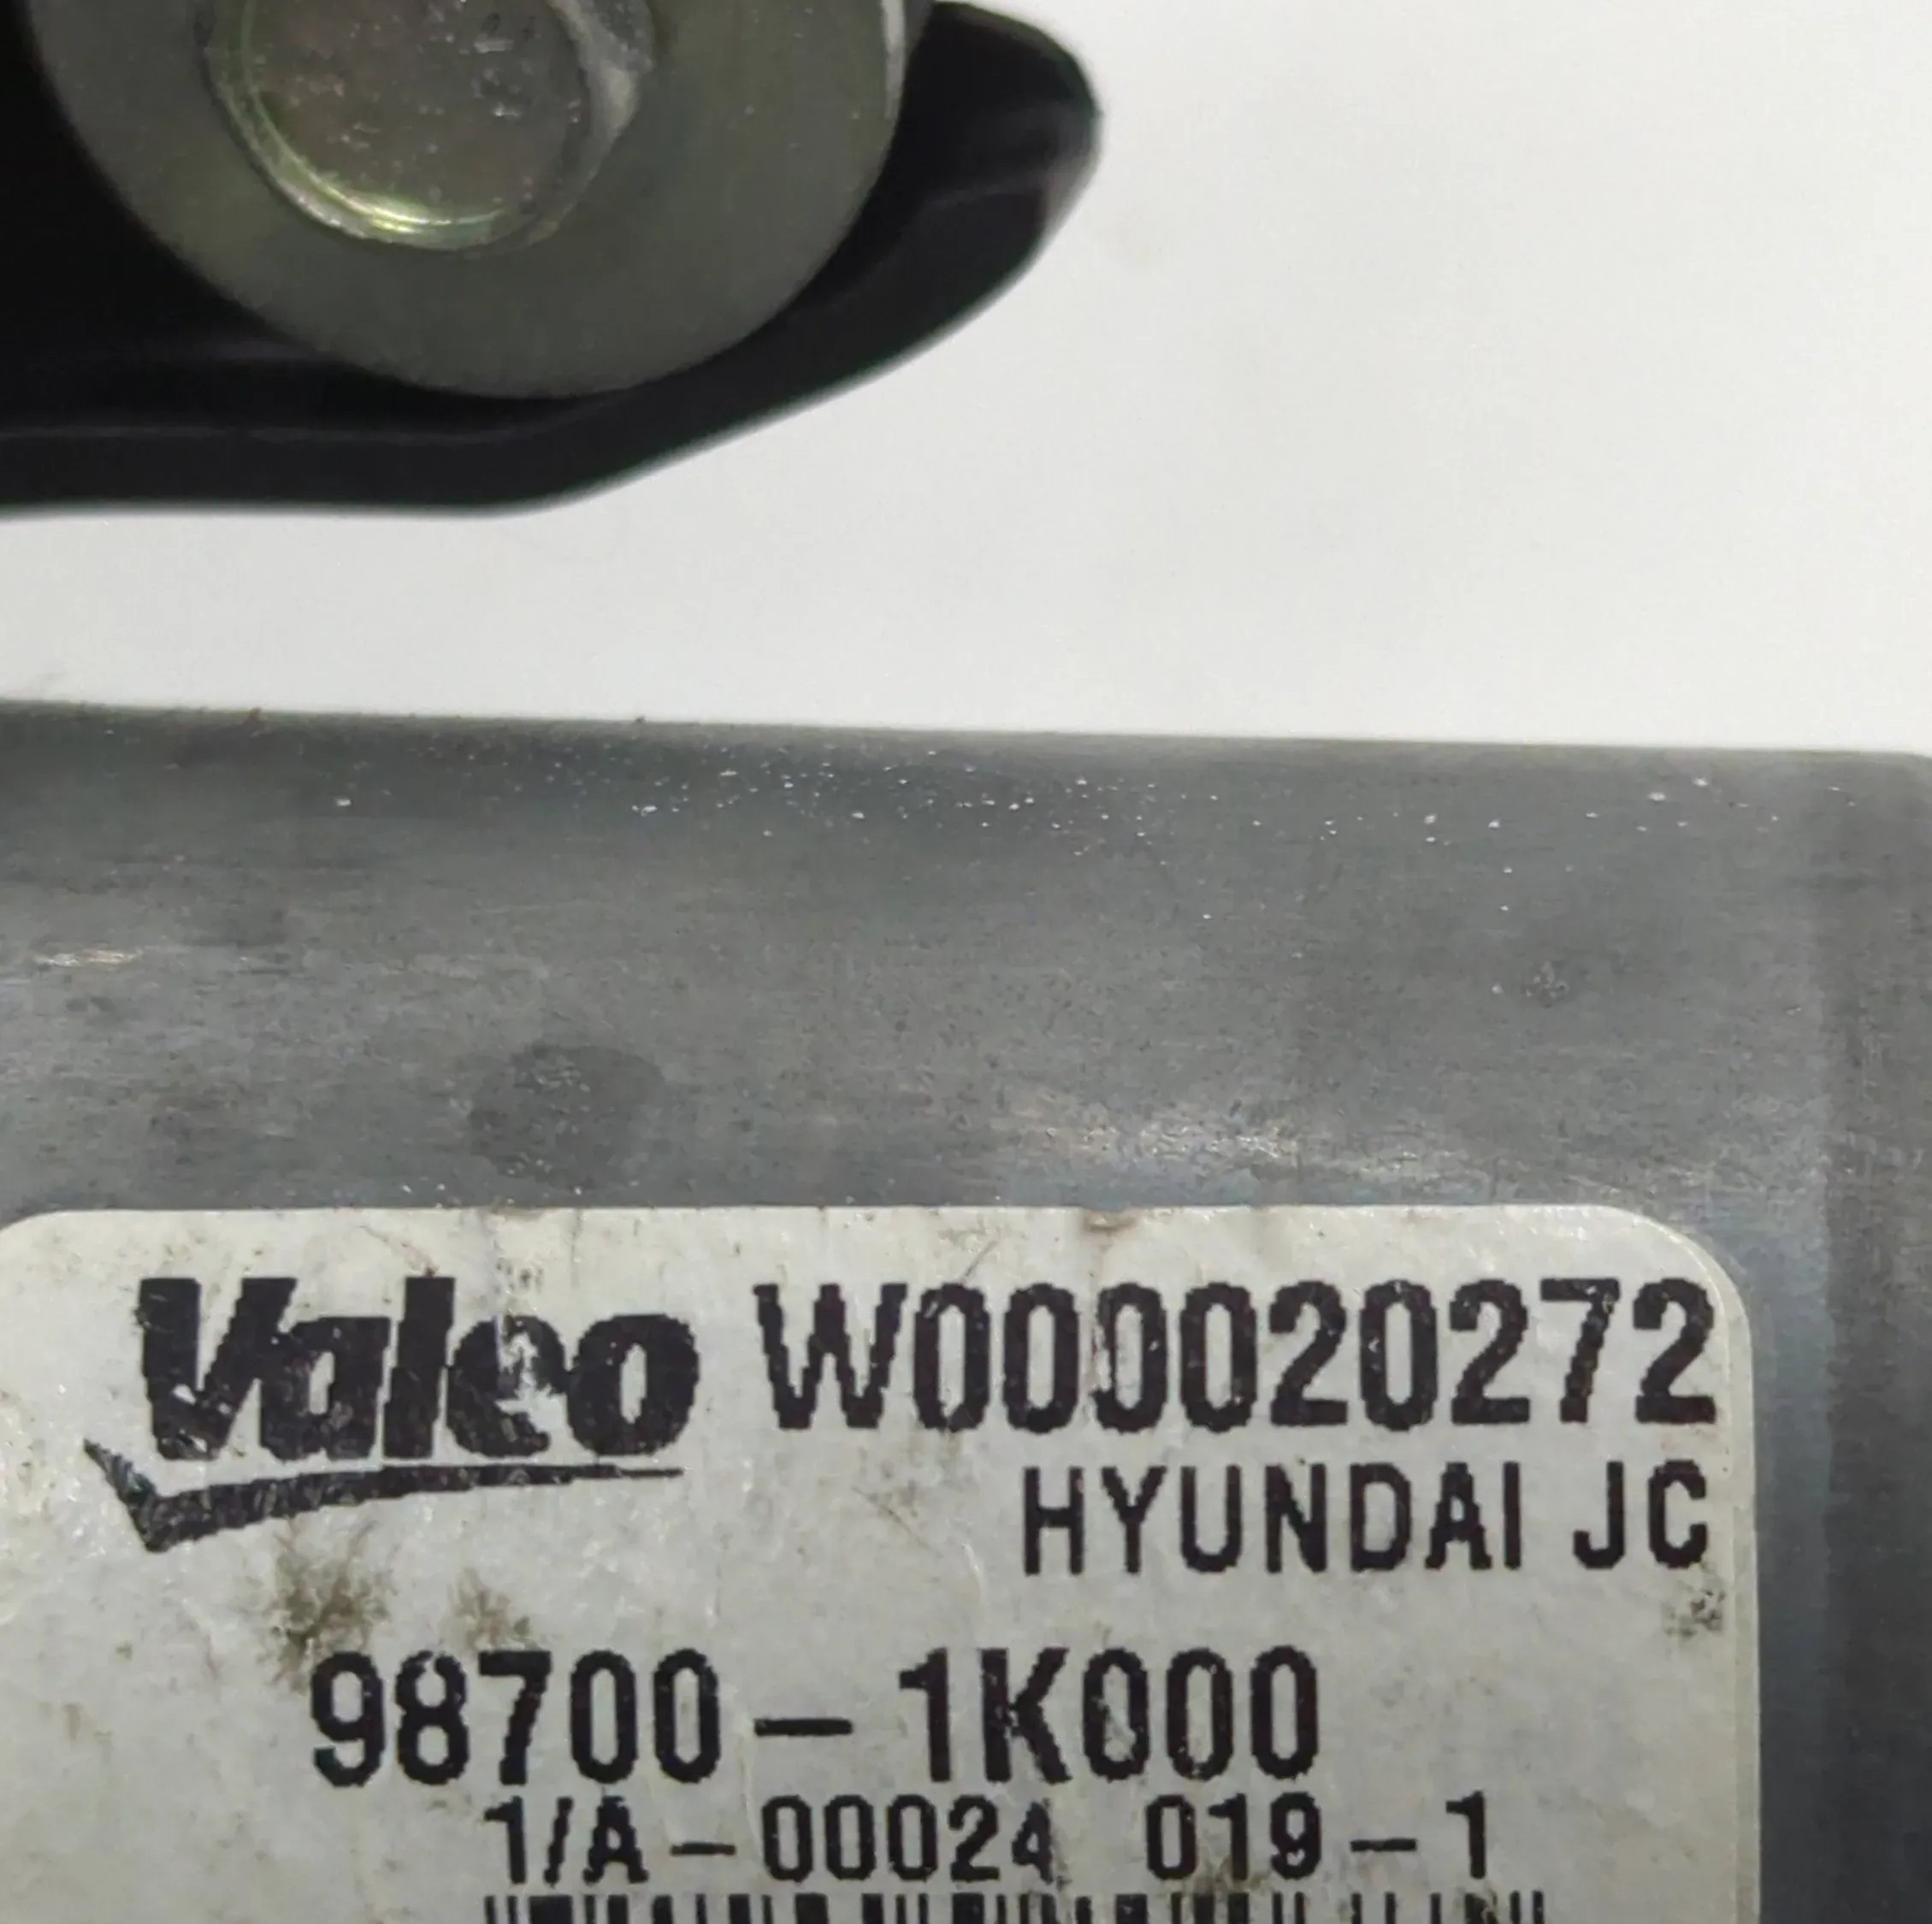 Valeo W000020272
HYUNDAI JC
98700-1K000
1/A-00024 019-1